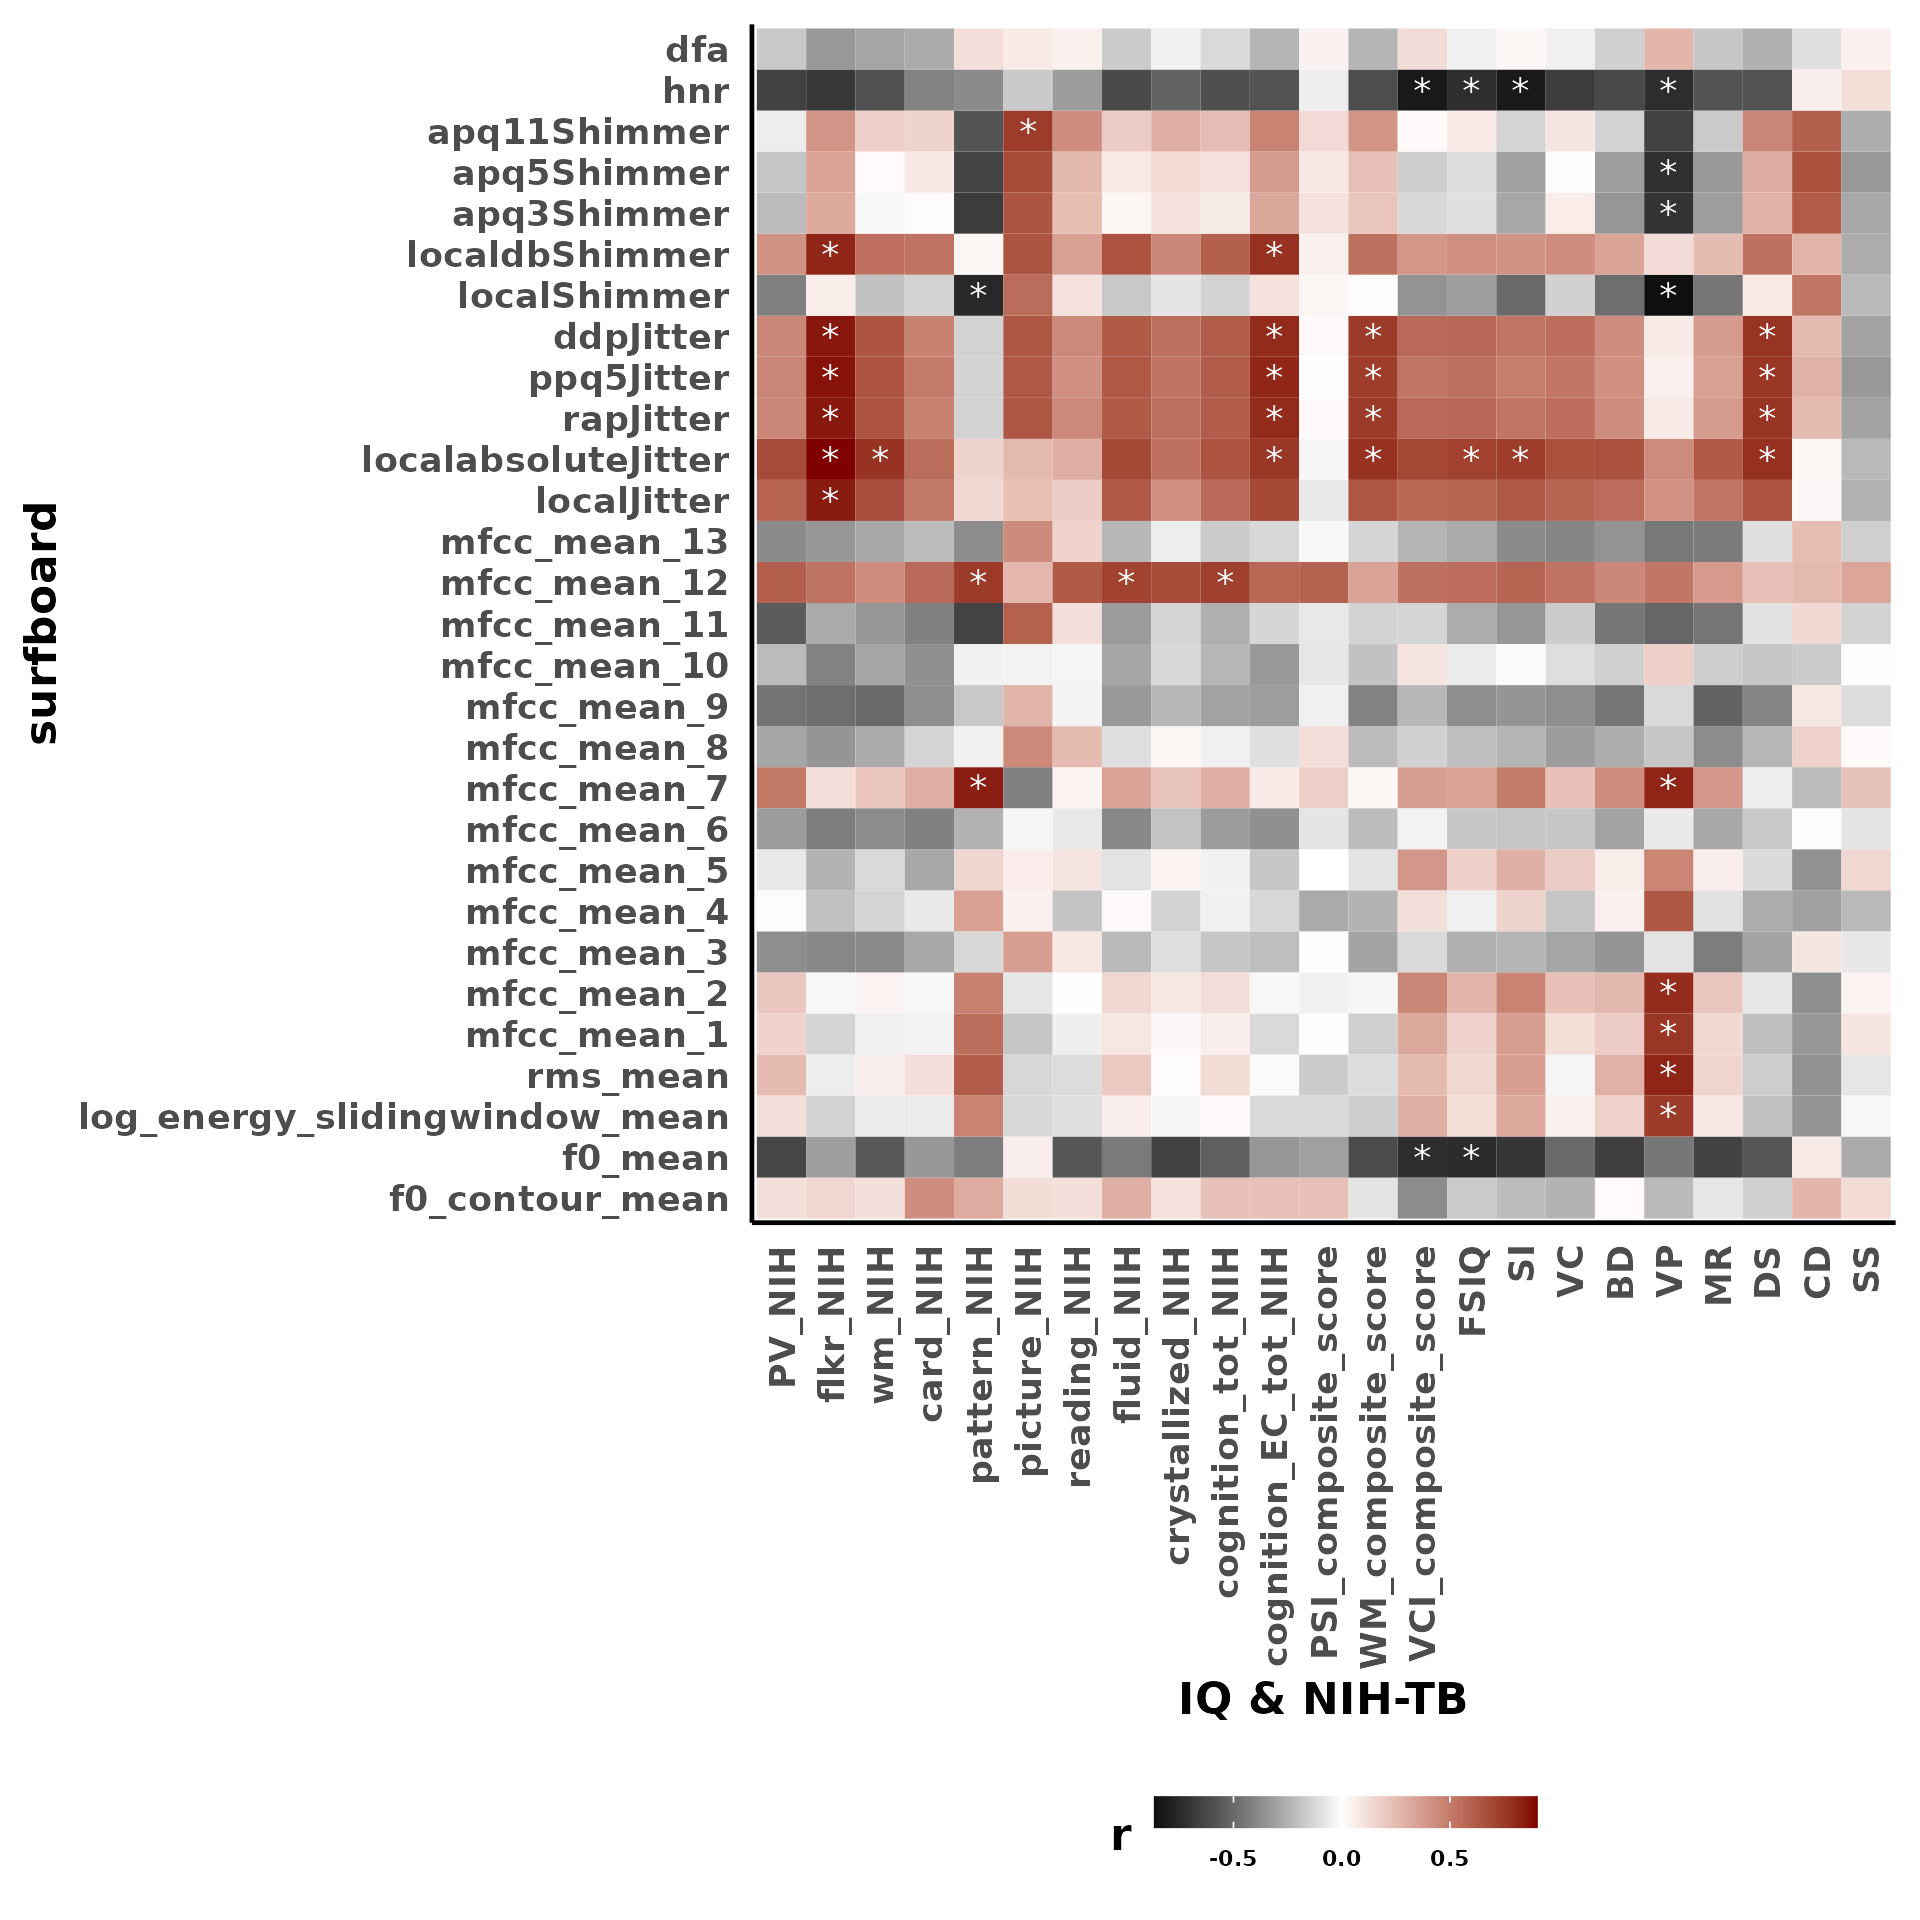 surfboard
dfa
hnr
* * * *
apq11Shimmer
*
apq5Shimmer
*
apq3Shimmer
*
localdbShimmer
* *
localShimmer
* *
ddpJitter
* * * *
ppq5Jitter
* * * *
rapJitter
* * * *
localabsoluteJitter
* * * * * * *
localJitter
*
mfcc_mean_13
mfcc_mean_12
* * *
mfcc_mean_11
mfcc_mean_10
mfcc_mean_9
mfcc_mean_8
mfcc_mean_7
* *
mfcc_mean_6
mfcc_mean_5
mfcc_mean_4
mfcc_mean_3
mfcc_mean_2
*
mfcc_mean_1
*
rms_mean
*
log_energy_slidingwindow_mean
*
f0_mean
* *
f0_contour_mean
PV_NIH
flkr_NIH
wm_NIH
card_NIH
pattern_NIH
picture_NIH
reading_NIH
fluid_NIH
crystallized_NIH
cognition_tot_NIH
cognition_EC_tot_NIH
PSI_composite_score
WM_composite_score
VCI_composite_score
FSIQ
SI
VC
BD
VP
MR
DS
CD
SS
IQ & NIH-TB
r
-0.5 0.0 0.5